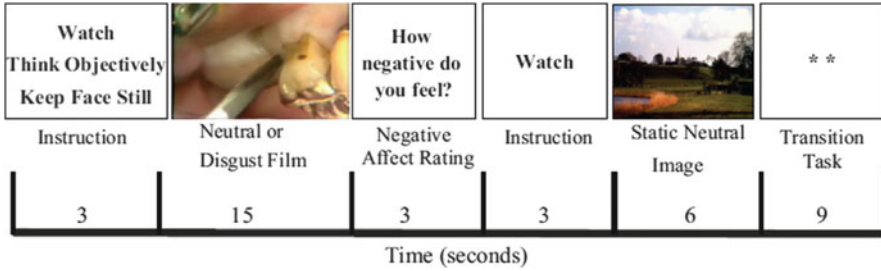 Watch
Think Objectively
Keep Face Still
How
negative do
you feel?
Watch
* *
Instruction
Neutral or
Disgust Film
Negative
Affect Rating
Instruction
Static Neutral
Image
Transition
Task
3
15
3
3
6
9
Time (seconds)